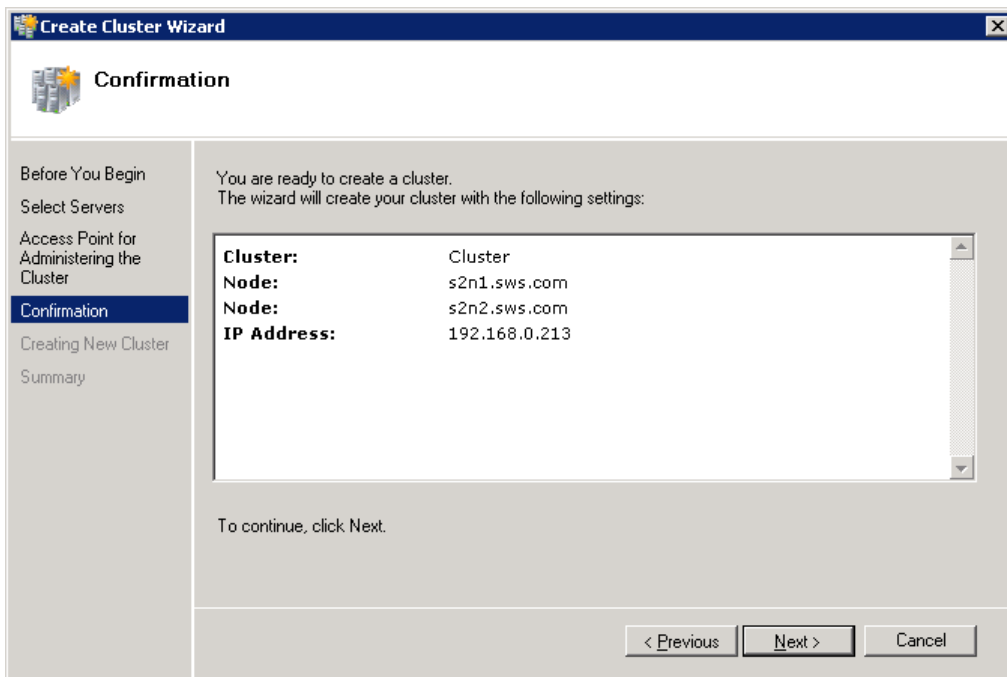 Create Cluster Wizard
Confirmation
Before You Begin
Select Servers
Access Point for
Administering the
Cluster
Confirmation
Creating New Cluster
Summary
You are ready to create a cluster.
The wizard will create your cluster with the following settings:
Cluster: Cluster
Node: s2n1.sws.com
Node: s2n2.sws.com
IP Address: 192.168.0.213
To continue, click Next.
< Previous Next > Cancel